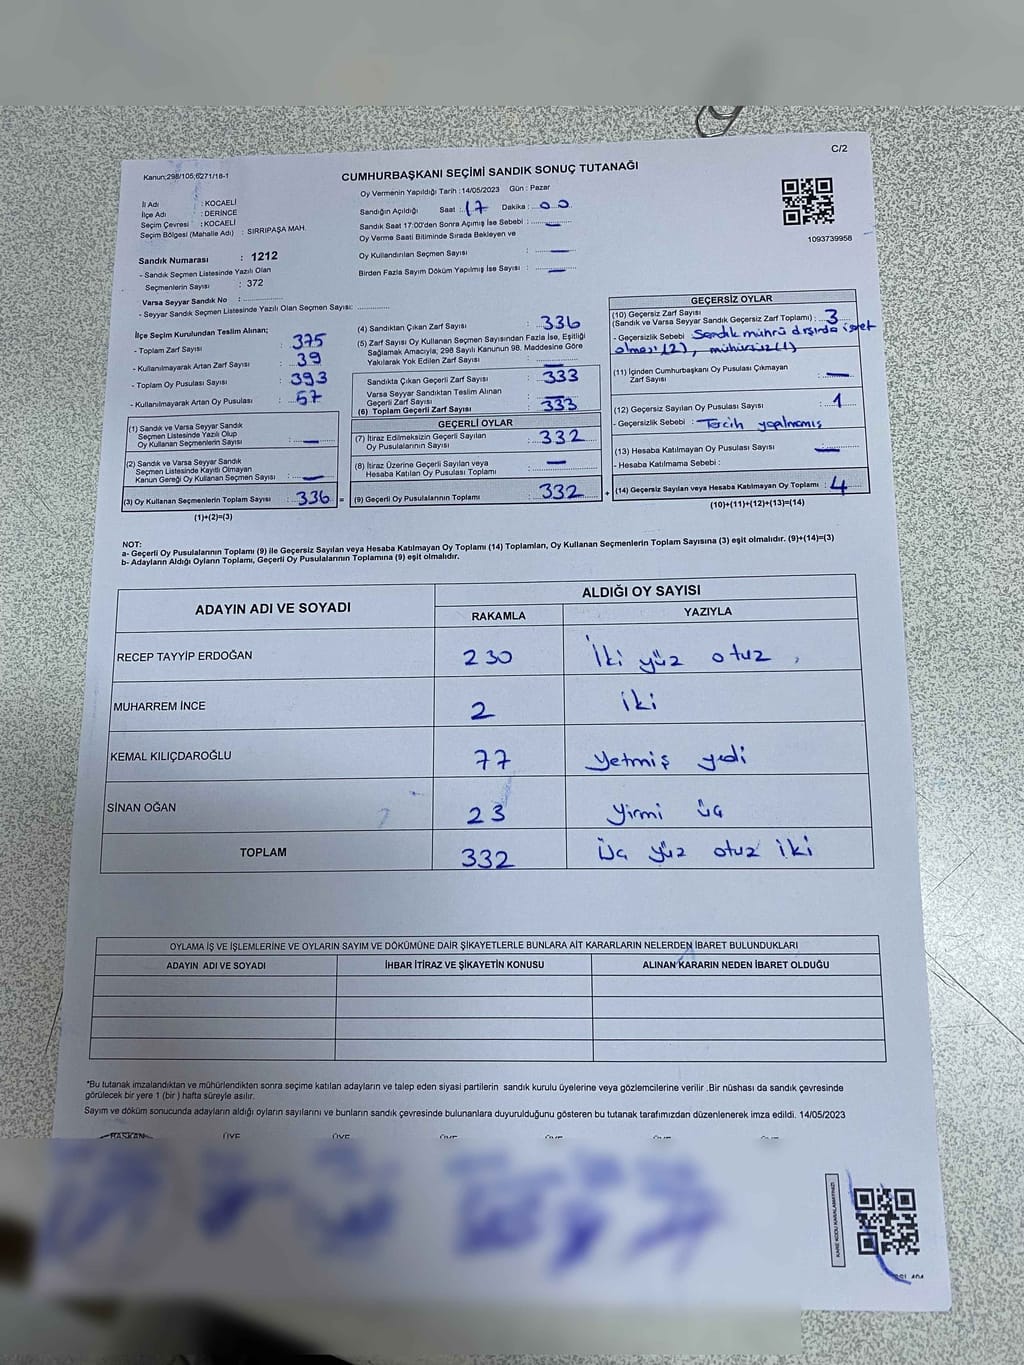 C/2
Kanun:298/105;6271/18-1
CUMHURBAŞKANI SEÇİMİ SANDIK SONUÇ TUTANAĞI
İli Adı : KOCAELİ
İlçe Adı : DERİNCE
Seçim Çevresi : KOCAELİ
Seçim Bölgesi (Mahalle Adı) : SIRRIPAŞA MAH.
Sandık Numarası : 1212
- Sandık Seçmen Listesinde Yazılı Olan
Seçmenlerin Sayısı : 372
Varsa Seyyar Sandık No :
- Seyyar Sandık Seçmen Listesinde Yazılı Olan Seçmen Sayısı:
Oy Vermenin Yapıldığı Tarih :14/05/2023 Gün : Pazar
Sandığın Açıldığı Saat : 17 Dakika : 00
Sandık Saat 17:00'den Sonra Açımış İse Sebebi : —
Oy Verme Saati Bitiminde Sırada Bekleyen ve
Oy Kullandırılan Seçmen Sayısı —
Birden Fazla Sayım Döküm Yapılmış İse Sayısı : —
1093739958
İlçe Seçim Kurulundan Teslim Alınan;
- Toplam Zarf Sayısı : 375
- Kullanılmayarak Artan Zarf Sayısı : 39
- Toplam Oy Pusulası Sayısı : 393
- Kullanılmayarak Artan Oy Pusulası : 57
(1) Sandık ve Varsa Seyyar Sandık
Seçmen Listesinde Yazılı Olup
Oy Kullanan Seçmenlerin Sayısı : —
(2) Sandık ve Varsa Seyyar Sandık
Seçmen Listesinde Kayıtlı Olmayan
Kanun Gereği Oy Kullanan Seçmen Sayısı : —
(3) Oy Kullanan Seçmenlerin Toplam Sayısı : 336 =
(1)+(2)=(3)
(4) Sandıktan Çıkan Zarf Sayısı : 336
(5) Zarf Sayısı Oy Kullanan Seçmen Sayısından Fazla İse, Eşitliği
Sağlamak Amacıyla, 298 Sayılı Kanunun 98. Maddesine Göre
Yakılarak Yok Edilen Zarf Sayısı : —
Sandıkta Çıkan Geçerli Zarf Sayısı : 333
Varsa Seyyar Sandıktan Teslim Alınan
Geçerli Zarf Sayısı : —
(6) Toplam Geçerli Zarf Sayısı : 333
GEÇERLİ OYLAR
(7) İtiraz Edilmeksizin Geçerli Sayılan
Oy Pusulalarının Sayısı : 332
(8) İtiraz Üzerine Geçerli Sayılan veya
Hesaba Katılan Oy Pusulası Toplamı : —
(9) Geçerli Oy Pusulalarının Toplamı : 332 +
GEÇERSİZ OYLAR
(10) Geçersiz Zarf Sayısı
(Sandık ve Varsa Seyyar Sandık Geçersiz Zarf Toplamı) : 3
- Geçersizlik Sebebi : Sandık mührü dışında işaret
olması (2), mühürsüz (1)
(11) İçinden Cumhurbaşkanı Oy Pusulası Çıkmayan
Zarf Sayısı : —
(12) Geçersiz Sayılan Oy Pusulası Sayısı : 1
- Geçersizlik Sebebi : Tercih yapılmamış
(13) Hesaba Katılmayan Oy Pusulası Sayısı : —
- Hesaba Katılmama Sebebi :
(14) Geçersiz Sayılan veya Hesaba Katılmayan Oy Toplamı : 4
(10)+(11)+(12)+(13)=(14)
NOT:
a- Geçerli Oy Pusulalarının Toplamı (9) ile Geçersiz Sayılan veya Hesaba Katılmayan Oy Toplamı (14) Toplamları, Oy Kullanan Seçmenlerin Toplam Sayısına (3) eşit olmalıdır. (9)+(14)=(3)
b- Adayların Aldığı Oyların Toplamı, Geçerli Oy Pusulalarının Toplamına (9) eşit olmalıdır.
ADAYIN ADI VE SOYADI ALDIĞI OY SAYISI
RAKAMLA YAZIYLA
RECEP TAYYİP ERDOĞAN 230 İki yüz otuz
MUHARREM İNCE 2 iki
KEMAL KILIÇDAROĞLU 77 yetmiş yedi
SİNAN OĞAN 23 yirmi üç
TOPLAM 332 üç yüz otuz iki
OYLAMA İŞ VE İŞLEMLERİNE VE OYLARIN SAYIM VE DÖKÜMÜNE DAİR ŞİKAYETLERLE BUNLARA AİT KARARLARIN NELERDEN İBARET BULUNDUKLARI
ADAYIN ADI VE SOYADI İHBAR İTİRAZ VE ŞİKAYETİN KONUSU ALINAN KARARIN NEDEN İBARET OLDUĞU
*Bu tutanak imzalandıktan ve mühürlendikten sonra seçime katılan adayların ve talep eden siyasi partilerin sandık kurulu üyelerine veya gözlemcilerine verilir .Bir nüshası da sandık çevresinde
görülecek bir yere 1 (bir ) hafta süreyle asılır.
Sayım ve döküm sonucunda adayların aldığı oyların sayılarını ve bunların sandık çevresinde bulunanlara duyurulduğunu gösteren bu tutanak tarafımızdan düzenlenerek imza edildi. 14/05/2023
BAŞKAN ÜYE ÜYE ÜYE ÜYE ÜYE ÜYE
KARE KODU KARALAMAYINIZ!